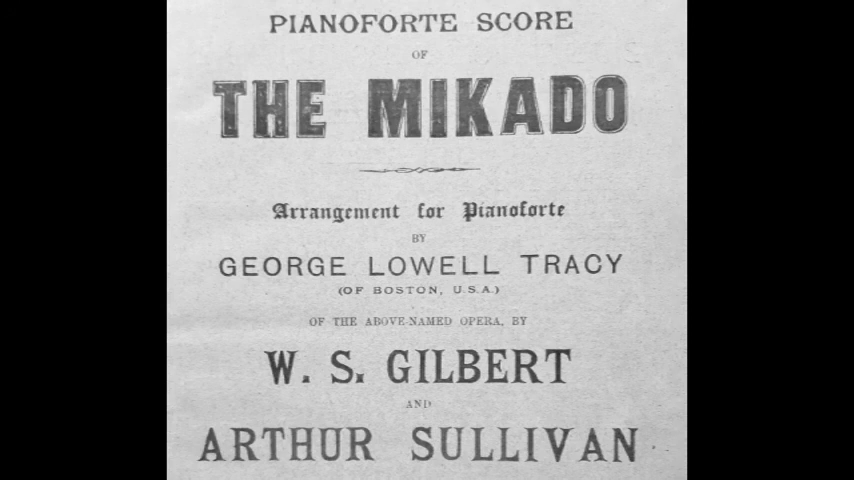 PIANOFORTE SCORE
OF
THE MIKADO
Arrangement for Pianoforte
BY
GEORGE LOWELL TRACY
(OF BOSTON, U.S.A.)
OF THE ABOVE-NAMED OPERA, BY
W. S. GILBERT
AND
ARTHUR SULLIVAN